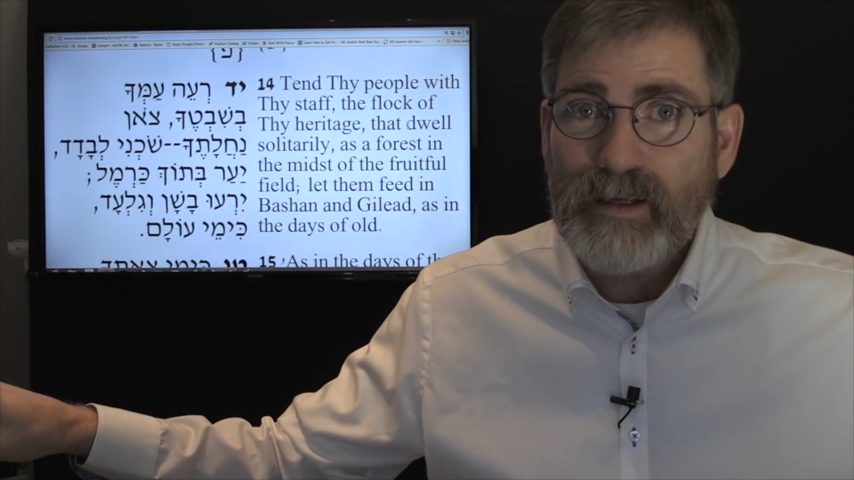 {פ}
יד רְעֵה עַמְּךָ
בְשִׁבְטֶךָ, צֹאן
נַחֲלָתֶךָ--שֹׁכְנִי לְבָדָד,
יַעַר בְּתוֹךְ כַּרְמֶל;
יִרְעוּ בָשָׁן וְגִלְעָד,
כִּימֵי עוֹלָם.
14 Tend Thy people with
Thy staff, the flock of
Thy heritage, that dwell
solitarily, as a forest in
the midst of the fruitful
field; let them feed in
Bashan and Gilead, as in
the days of old.
15 'As in the days of